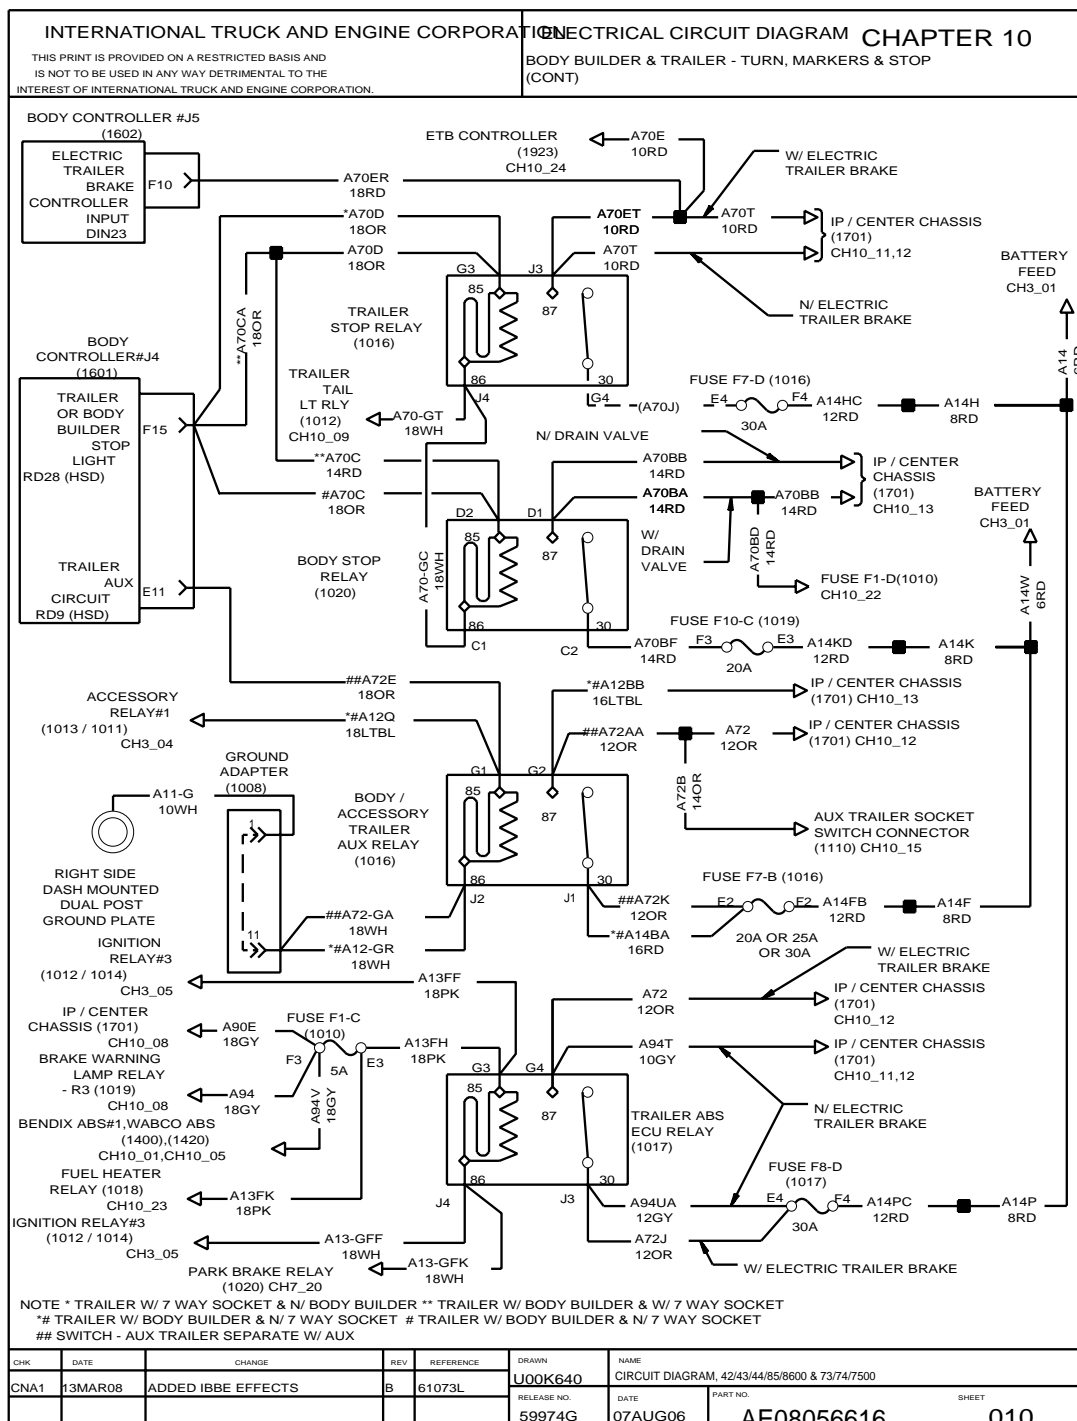 INTERNATIONAL TRUCK AND ENGINE CORPORATION
THIS PRINT IS PROVIDED ON A RESTRICTED BASIS AND
IS NOT TO BE USED IN ANY WAY DETRIMENTAL TO THE
INTEREST OF INTERNATIONAL TRUCK AND ENGINE CORPORATION.
ELECTRICAL CIRCUIT DIAGRAM CHAPTER 10
BODY BUILDER & TRAILER - TURN, MARKERS & STOP
(CONT)
BODY CONTROLLER #J5
(1602)
ELECTRIC
TRAILER
BRAKE
CONTROLLER
INPUT
DIN23
F10
A70ER
18RD
ETB CONTROLLER
(1923)
CH10_24
A70E
10RD
W/ ELECTRIC
TRAILER BRAKE
*A70D
18OR
A70D
18OR
A70ET
10RD
A70T
10RD
A70T
10RD
IP / CENTER CHASSIS
(1701)
CH10_11,12
BATTERY
FEED
CH3_01
N/ ELECTRIC
TRAILER BRAKE
G3
J3
85
87
86
30
J4
G4
TRAILER
STOP RELAY
(1016)
**A70CA
18OR
BODY
CONTROLLER#J4
(1601)
TRAILER
OR BODY
BUILDER
STOP
LIGHT
RD28 (HSD)
F15
TRAILER
AUX
CIRCUIT
RD9 (HSD)
E11
TRAILER
TAIL
LT RLY
(1012)
CH10_09
A70-GT
18WH
(A70J)
FUSE F7-D (1016)
E4
F4
30A
A14HC
12RD
A14H
8RD
A14
6RD
N/ DRAIN VALVE
**A70C
14RD
#A70C
18OR
A70BB
14RD
A70BA
14RD
A70BB
14RD
IP / CENTER
CHASSIS
(1701)
CH10_13
BATTERY
FEED
CH3_01
D2
D1
85
87
86
30
C1
C2
BODY STOP
RELAY
(1020)
A70-GC
18WH
W/
DRAIN
VALVE
A70BD
14RD
FUSE F1-D(1010)
CH10_22
A14W
6RD
FUSE F10-C (1019)
A70BF
14RD
F3
E3
20A
A14KD
12RD
A14K
8RD
##A72E
18OR
*#A12BB
16LTBL
IP / CENTER CHASSIS
(1701) CH10_13
ACCESSORY
RELAY#1
(1013 / 1011)
CH3_04
*#A12Q
18LTBL
##A72AA
12OR
A72
12OR
IP / CENTER CHASSIS
(1701) CH10_12
GROUND
ADAPTER
(1008)
A11-G
10WH
1
11
G1
G2
85
87
86
30
J2
J1
BODY /
ACCESSORY
TRAILER
AUX RELAY
(1016)
A72B
14OR
AUX TRAILER SOCKET
SWITCH CONNECTOR
(1110) CH10_15
RIGHT SIDE
DASH MOUNTED
DUAL POST
GROUND PLATE
FUSE F7-B (1016)
##A72K
12OR
E2
F2
A14FB
12RD
A14F
8RD
##A72-GA
18WH
*#A12-GR
18WH
*#A14BA
16RD
20A OR 25A
OR 30A
W/ ELECTRIC
TRAILER BRAKE
IGNITION
RELAY#3
(1012 / 1014)
CH3_05
A13FF
18PK
A72
12OR
IP / CENTER CHASSIS
(1701)
CH10_12
IP / CENTER
CHASSIS (1701)
CH10_08
A90E
18GY
FUSE F1-C
(1010)
F3
E3
5A
A13FH
18PK
A94T
10GY
IP / CENTER CHASSIS
(1701)
CH10_11,12
BRAKE WARNING
LAMP RELAY
- R3 (1019)
CH10_08
A94
18GY
A94V
18GY
G3
G4
85
87
86
30
J4
J3
TRAILER ABS
ECU RELAY
(1017)
N/ ELECTRIC
TRAILER BRAKE
BENDIX ABS#1,WABCO ABS
(1400),(1420)
CH10_01,CH10_05
FUEL HEATER
RELAY (1018)
CH10_23
A13FK
18PK
FUSE F8-D
(1017)
A94UA
12GY
E4
F4
30A
A14PC
12RD
A14P
8RD
IGNITION RELAY#3
(1012 / 1014)
CH3_05
A13-GFF
18WH
A72J
12OR
A13-GFK
18WH
PARK BRAKE RELAY
(1020) CH7_20
W/ ELECTRIC TRAILER BRAKE
NOTE * TRAILER W/ 7 WAY SOCKET & N/ BODY BUILDER ** TRAILER W/ BODY BUILDER & W/ 7 WAY SOCKET
*# TRAILER W/ BODY BUILDER & N/ 7 WAY SOCKET # TRAILER W/ BODY BUILDER & N/ 7 WAY SOCKET
## SWITCH - AUX TRAILER SEPARATE W/ AUX
CHK DATE CHANGE REV REFERENCE
CNA1 13MAR08 ADDED IBBE EFFECTS B 61073L
DRAWN
U00K640
NAME
CIRCUIT DIAGRAM, 42/43/44/85/8600 & 73/74/7500
RELEASE NO.
59974G
DATE
07AUG06
PART NO.
AE08056616
SHEET
010